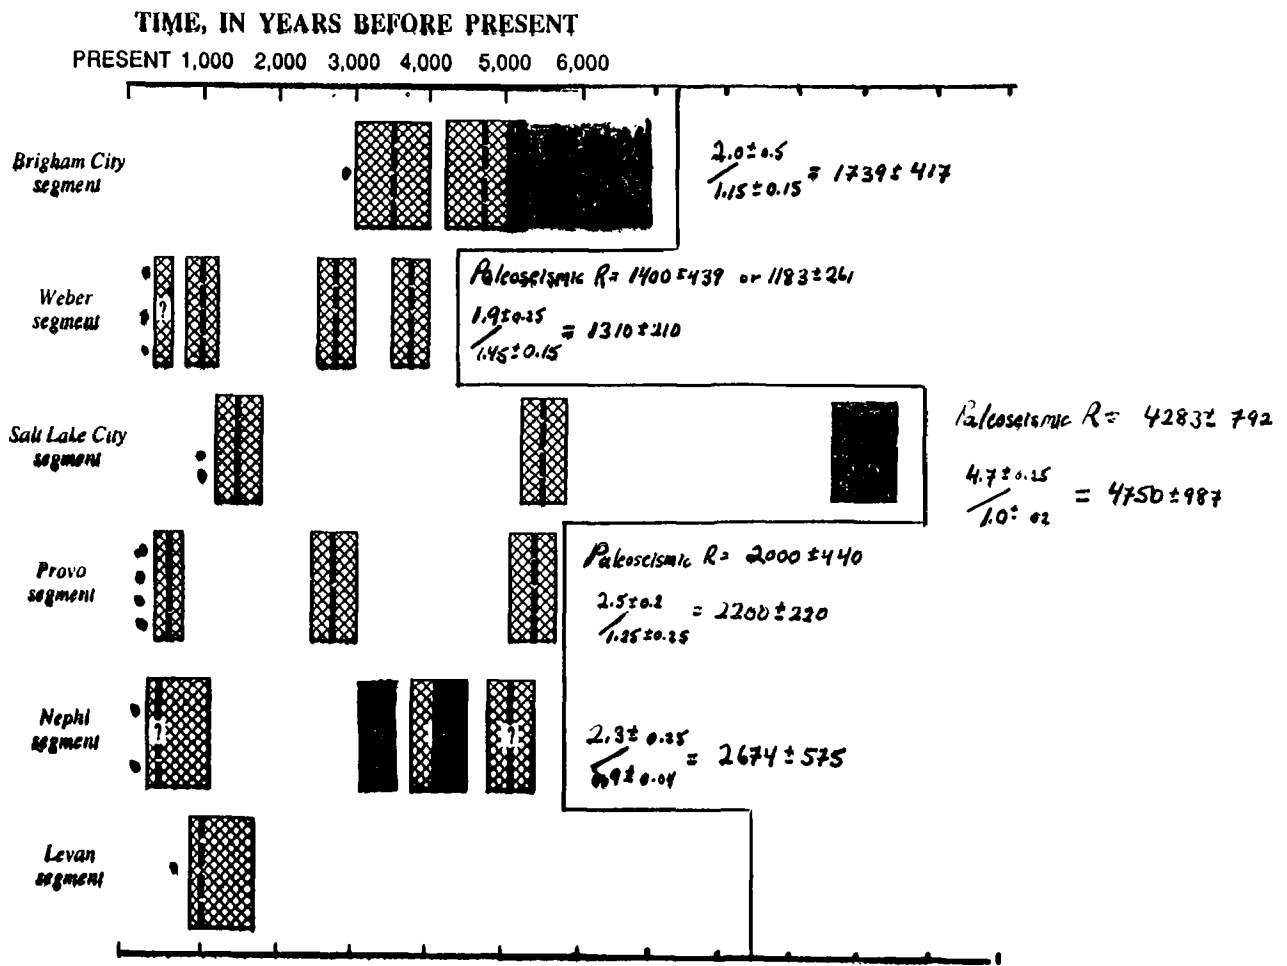 TIME, IN YEARS BEFORE PRESENT
PRESENT 1,000 2,000 3,000 4,000 5,000 6,000
Brigham City
segment
2.0 ± 0.5 / 1.15 ± 0.15 = 1739 ± 417
Weber
segment
?
Paleoseismic R = 1400 ± 439 or 1183 ± 261
1.9 ± 0.25 / 1.45 ± 0.15 = 1310 ± 210
Salt Lake City
segment
Paleoseismic R = 4283 ± 792
4.7 ± 0.25 / 1.0 ± 02 = 4750 ± 987
Provo
segment
Paleoseismic R = 2000 ± 440
2.5 ± 0.2 / 1.25 ± 0.25 = 2200 ± 220
Nephi
segment
? ?
2.3 ± 0.25 / 0.9 ± 0.04 = 2674 ± 575
Levan
segment